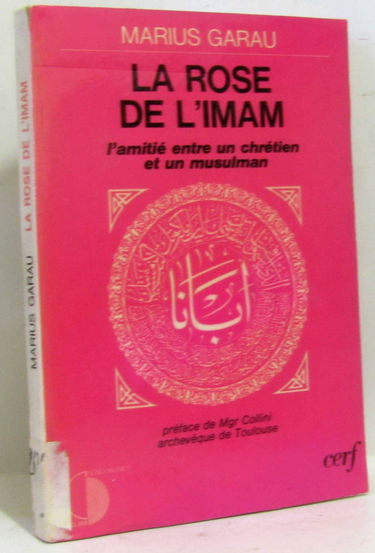 MARIUS GARAU
LA ROSE
DE L'IMAM
l'amitié entre un chrétien
et un musulman
أبانا
préface de Mgr Collini
archevêque de Toulouse
cerf
MARIUS GARAU LA ROSE DE L'IMAM